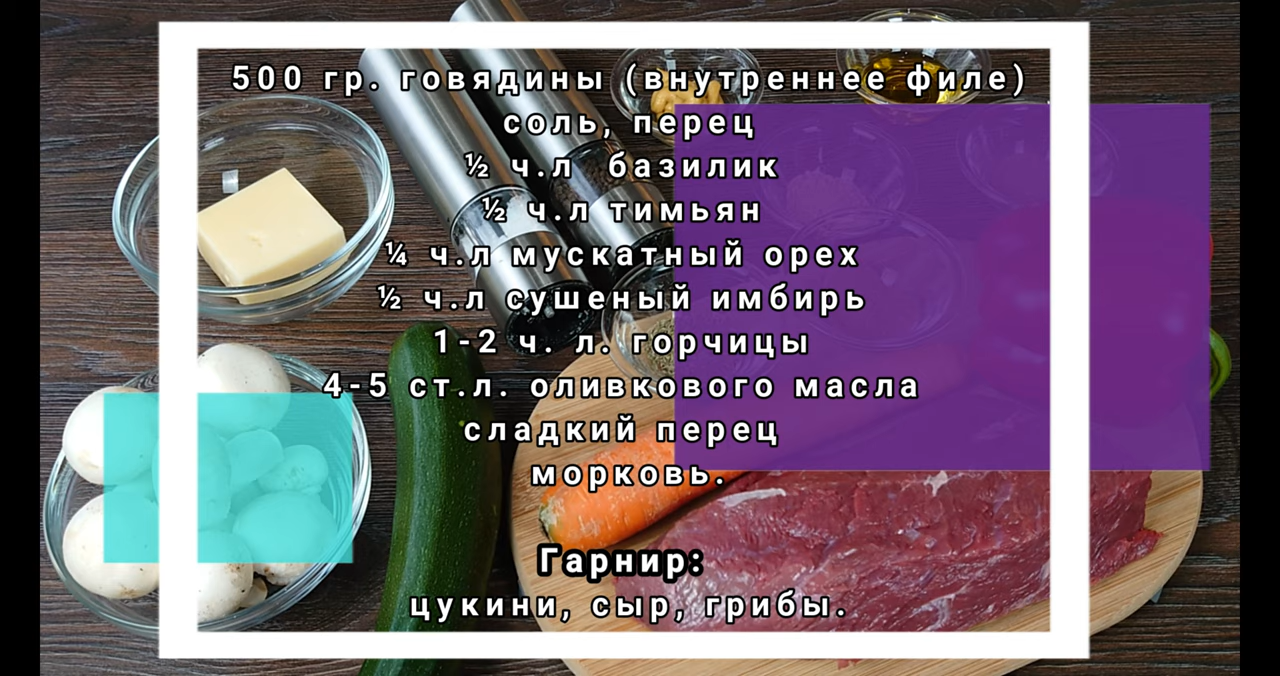 500 гр. говядины (внутреннее филе)
соль, перец
½ ч.л базилик
½ ч.л тимьян
¼ ч.л мускатный орех
½ ч.л сушеный имбирь
1-2 ч. л. горчицы
4-5 ст.л. оливкового масла
сладкий перец
морковь.
Гарнир:
цукини, сыр, грибы.